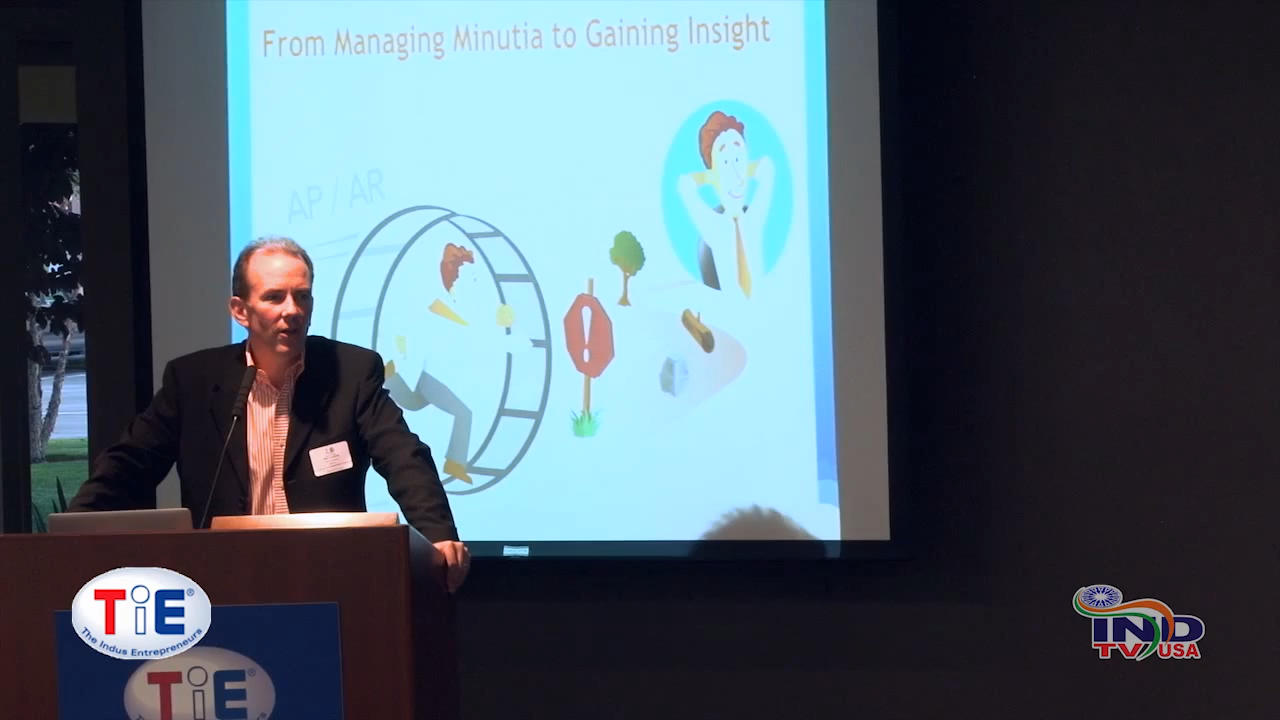 From Managing Minutia to Gaining Insight
AP / AR
!
TiE®
The Indus Entrepreneurs
TiE®
IND
TV USA